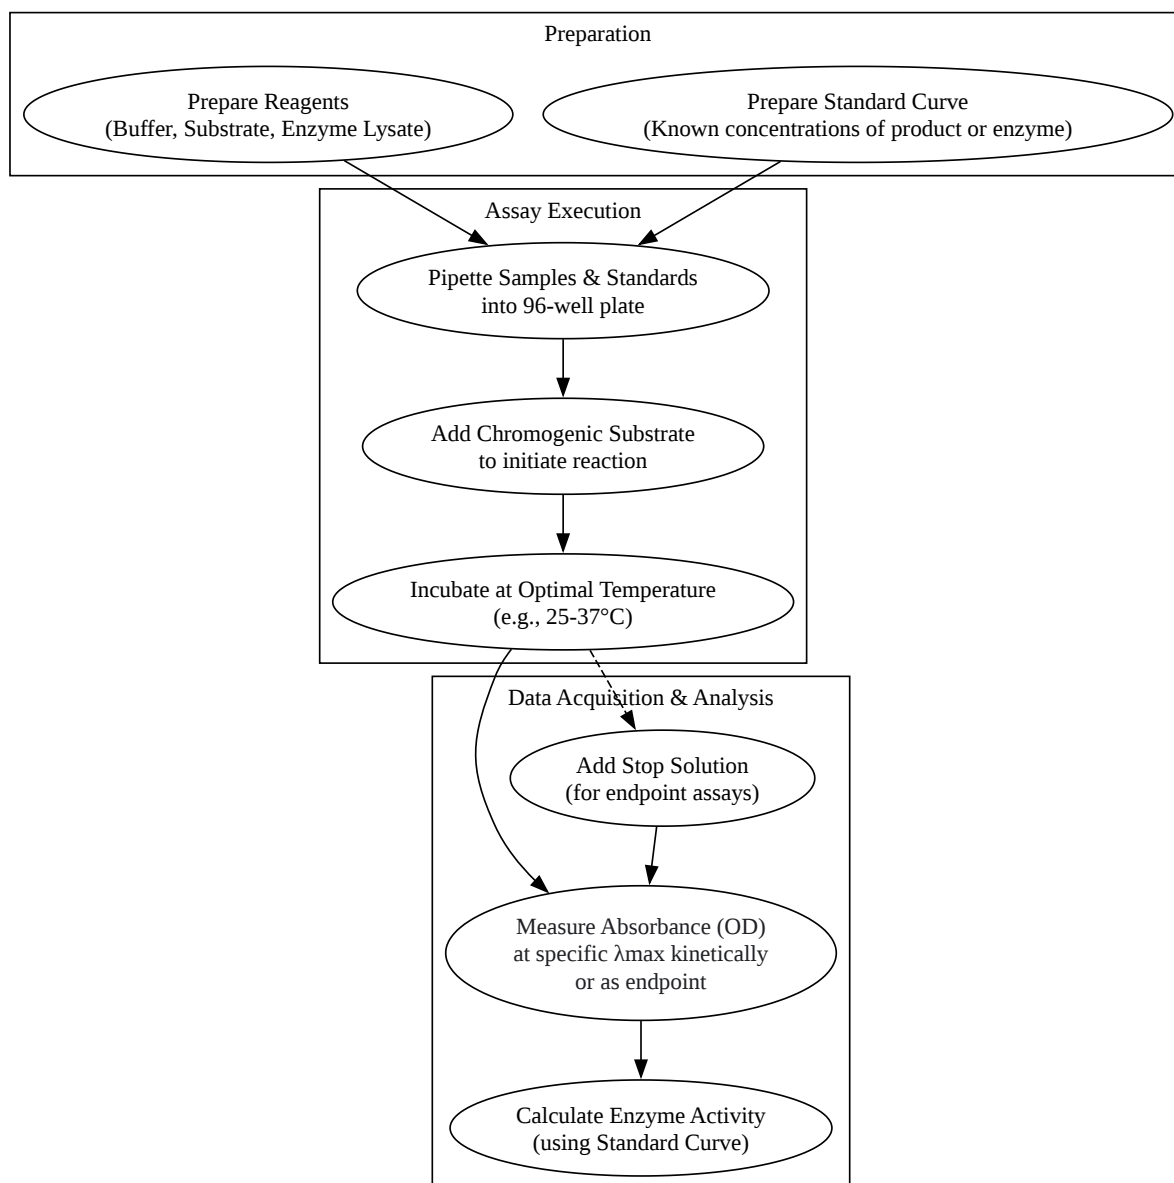 Preparation
Prepare Reagents
(Buffer, Substrate, Enzyme Lysate)
Prepare Standard Curve
(Known concentrations of product or enzyme)
Assay Execution
Pipette Samples & Standards
into 96-well plate
Add Chromogenic Substrate
to initiate reaction
Incubate at Optimal Temperature
(e.g., 25-37°C)
Data Acquisition & Analysis
Add Stop Solution
(for endpoint assays)
Measure Absorbance (OD)
at specific λmax kinetically
or as endpoint
Calculate Enzyme Activity
(using Standard Curve)